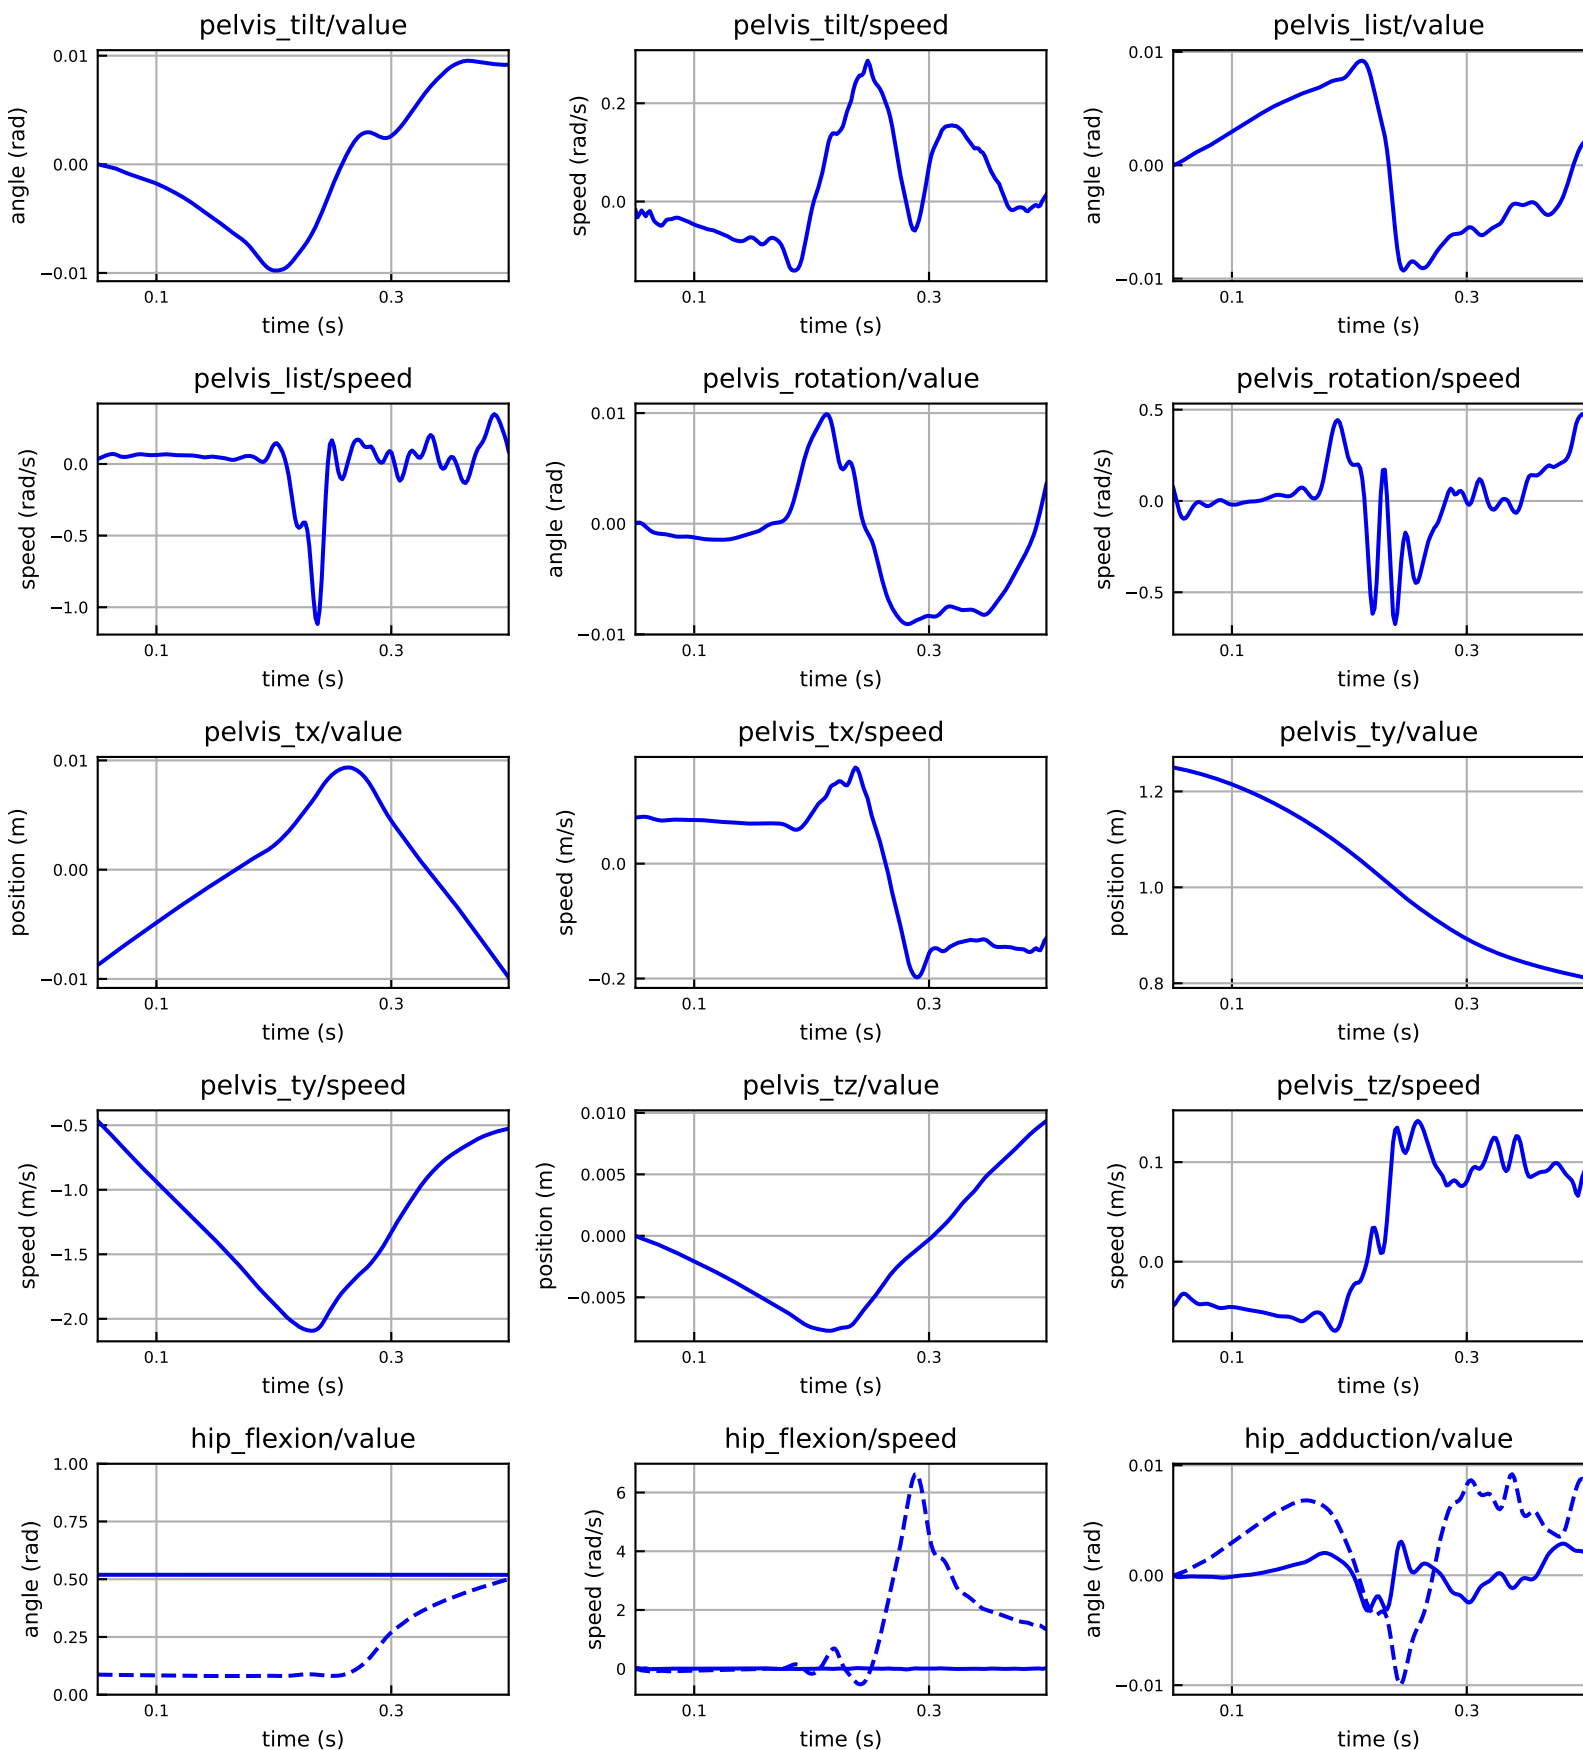 pelvis_tilt/value
pelvis_tilt/speed
pelvis_list/value
angle (rad)
0.01
0.00
−0.01
0.1
0.3
time (s)
speed (rad/s)
0.2
0.0
0.1
0.3
time (s)
angle (rad)
0.01
0.00
−0.01
0.1
0.3
time (s)
pelvis_list/speed
pelvis_rotation/value
pelvis_rotation/speed
speed (rad/s)
0.0
−0.5
−1.0
0.1
0.3
time (s)
angle (rad)
0.01
0.00
−0.01
0.1
0.3
time (s)
speed (rad/s)
0.5
0.0
−0.5
0.1
0.3
time (s)
pelvis_tx/value
pelvis_tx/speed
pelvis_ty/value
position (m)
0.01
0.00
−0.01
0.1
0.3
time (s)
speed (m/s)
0.0
−0.2
0.1
0.3
time (s)
position (m)
1.2
1.0
0.8
0.1
0.3
time (s)
pelvis_ty/speed
pelvis_tz/value
pelvis_tz/speed
speed (m/s)
−0.5
−1.0
−1.5
−2.0
0.1
0.3
time (s)
position (m)
0.010
0.005
0.000
−0.005
0.1
0.3
time (s)
speed (m/s)
0.1
0.0
0.1
0.3
time (s)
hip_flexion/value
hip_flexion/speed
hip_adduction/value
angle (rad)
1.00
0.75
0.50
0.25
0.00
0.1
0.3
time (s)
speed (rad/s)
6
4
2
0
0.1
0.3
time (s)
angle (rad)
0.01
0.00
−0.01
0.1
0.3
time (s)